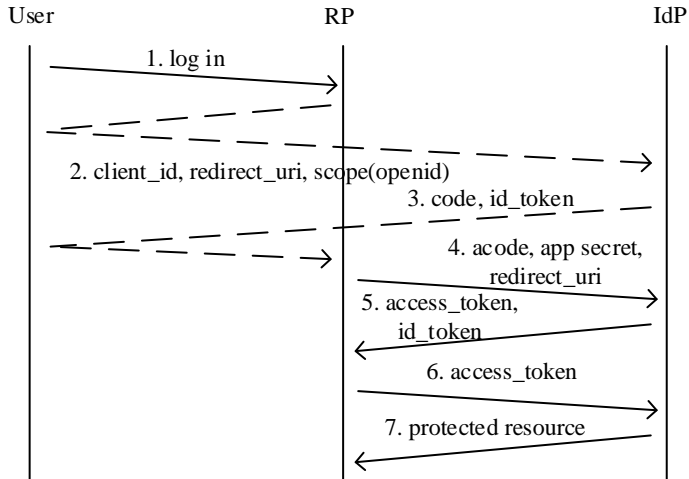 User
RP
IdP
1. log in
2. client_id, redirect_uri, scope(openid)
3. code, id_token
4. acode, app secret,
redirect_uri
5. access_token,
id_token
6. access_token
7. protected resource